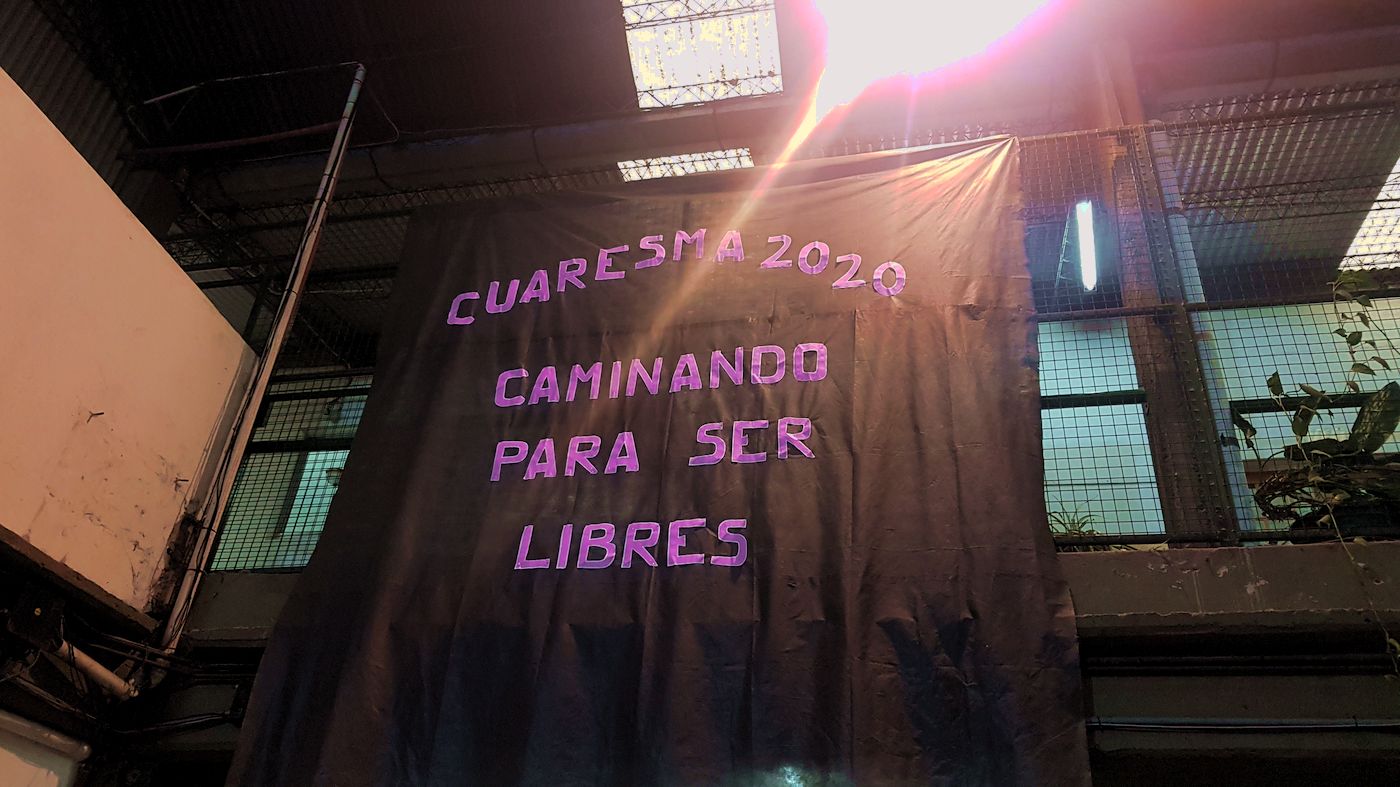 CUARESMA 2020
CAMINANDO
PARA SER
LIBRES